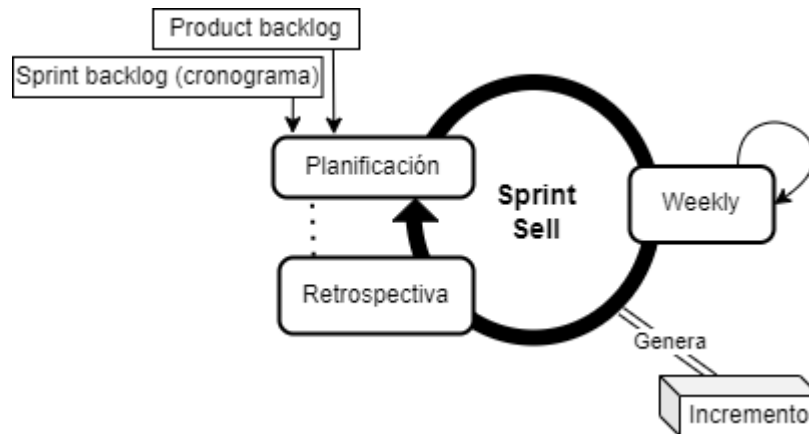 Product backlog
Sprint backlog (cronograma)
Planificación
Sprint
Sell
Weekly
Retrospectiva
Genera
Incremento